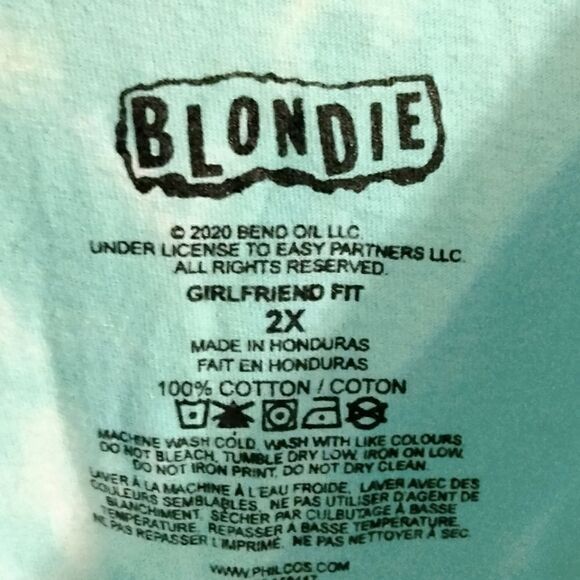 BLONDIE
© 2020 BEND OIL LLC.
UNDER LICENSE TO EASY PARTNERS LLC.
ALL RIGHTS RESERVED.
GIRLFRIEND FIT
2X
MADE IN HONDURAS
FAIT EN HONDURAS
100% COTTON / COTON
MACHINE WASH COLD, WASH WITH LIKE COLOURS.
DO NOT BLEACH, TUMBLE DRY LOW, IRON ON LOW.
DO NOT IRON PRINT. DO NOT DRY CLEAN.
LAVER À LA MACHINE À L'EAU FROIDE, LAVER AVEC DES
COULEURS SEMBLABLES, NE PAS UTILISER D'AGENT DE
BLANCHIMENT, SÉCHER PAR CULBUTAGE À BASSE
TEMPÉRATURE, REPASSER A BASSE TEMPÉRATURE,
NE PAS REPASSER L'IMPRIMÉ. NE PAS NETTOYER À SEC.
WWW.PHILCOS.COM